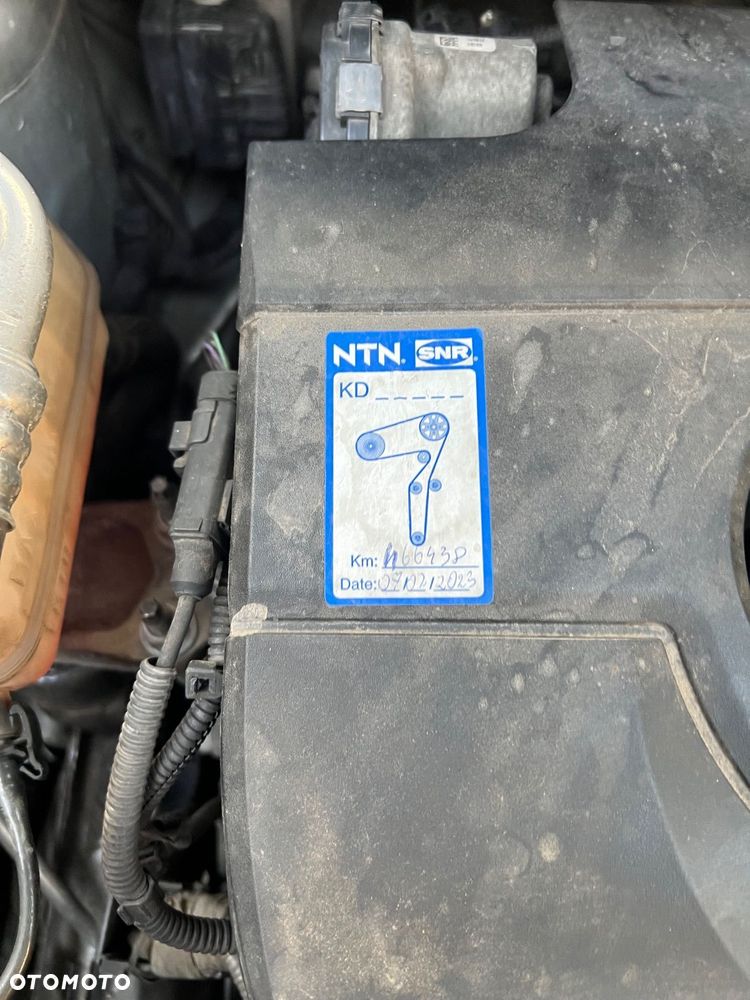 NTN. SNR
KD _ _ _ _ _
Km: 166438
Date: 07/02/2023
OTOMOTO